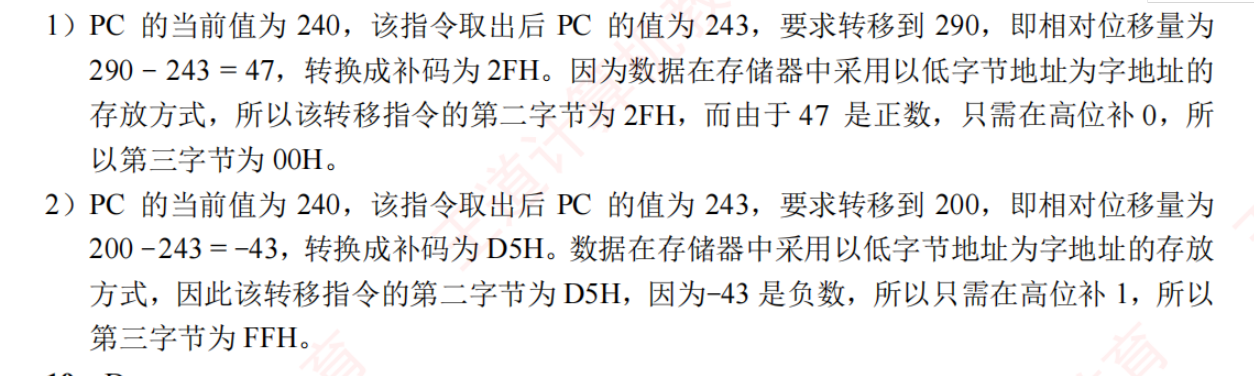 1）PC 的当前值为 240，该指令取出后 PC 的值为 243，要求转移到 290，即相对位移量为
290 − 243 = 47，转换成补码为 2FH。因为数据在存储器中采用以低字节地址为字地址的
存放方式，所以该转移指令的第二字节为 2FH，而由于 47 是正数，只需在高位补 0，所
以第三字节为 00H。
2）PC 的当前值为 240，该指令取出后 PC 的值为 243，要求转移到 200，即相对位移量为
200 −243 = −43，转换成补码为 D5H。数据在存储器中采用以低字节地址为字地址的存放
方式，因此该转移指令的第二字节为 D5H，因为−43 是负数，所以只需在高位补 1，所以
第三字节为 FFH。
王道计算机教
育
育